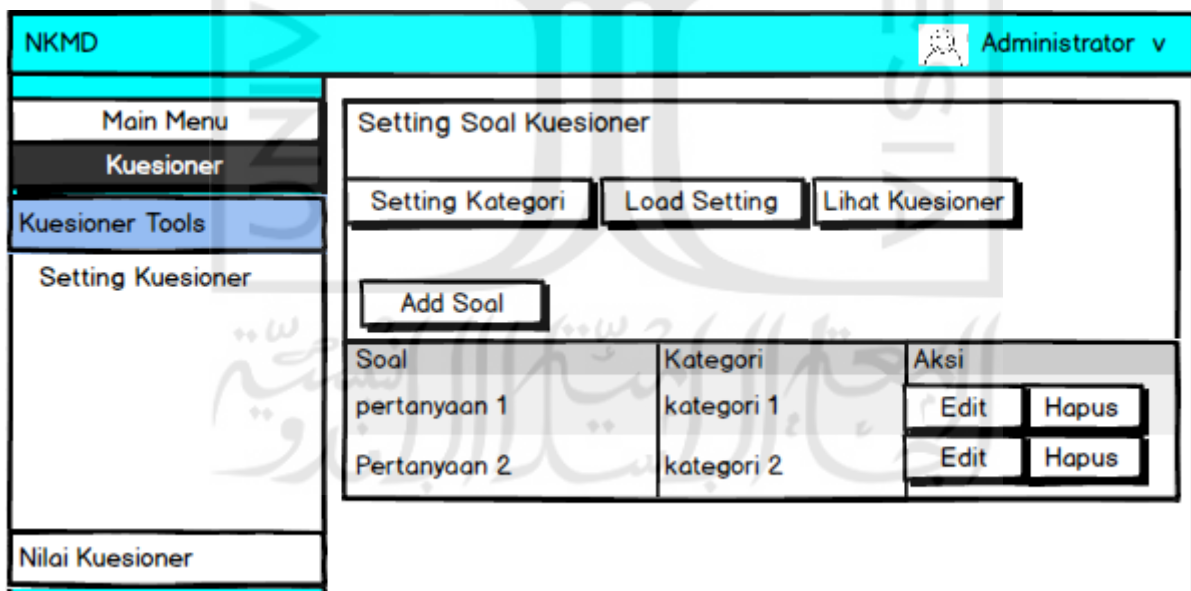 NKMD
Administrator v
Main Menu
Kuesioner
Kuesioner Tools
Setting Kuesioner
Nilai Kuesioner
Setting Soal Kuesioner
Setting Kategori
Load Setting
Lihat Kuesioner
Add Soal
Soal Kategori Aksi
pertanyaan 1 kategori 1 Edit Hapus
Pertanyaan 2 kategori 2 Edit Hapus